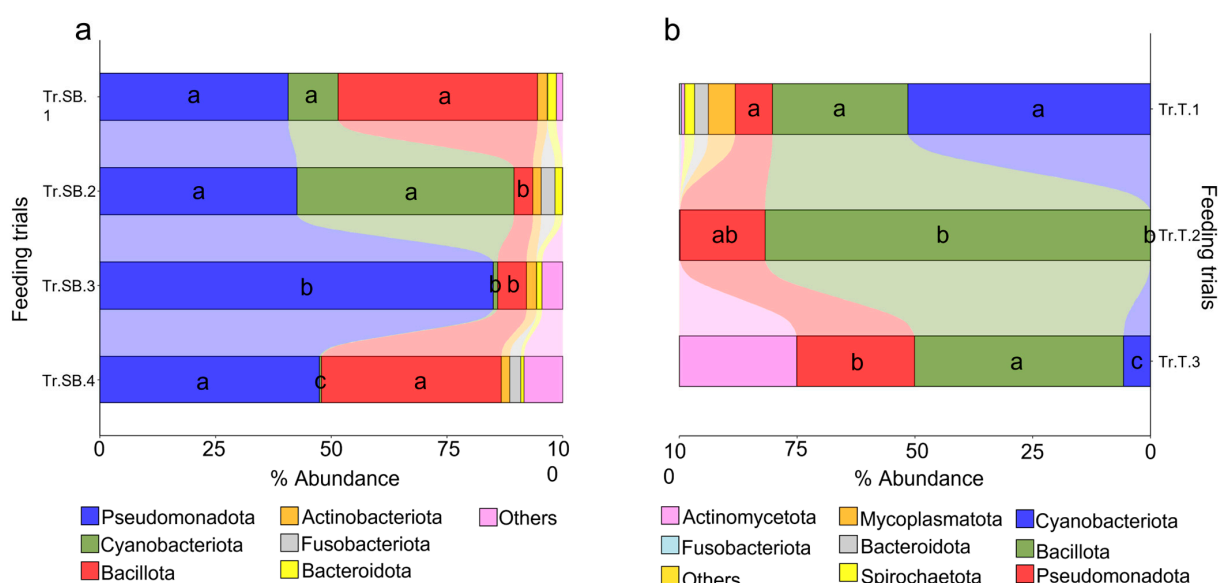 a
b
Feeding trials
Tr.SB.
1
a
a
a
Tr.SB.2
a
a
b
Tr.SB.3
b
b
b
Tr.SB.4
a
c
a
0
25
50
75
10
0
% Abundance
Pseudomonadota
Actinobacteriota
Others
Cyanobacteriota
Fusobacteriota
Bacillota
Bacteroidota
a
a
a
Tr.T.1
ab
b
b
Tr.T.2
b
a
c
Tr.T.3
Feeding trials
10
0
75
50
25
0
% Abundance
Actinomycetota
Mycoplasmatota
Cyanobacteriota
Fusobacteriota
Bacteroidota
Bacillota
Others
Spirochaetota
Pseudomonadota